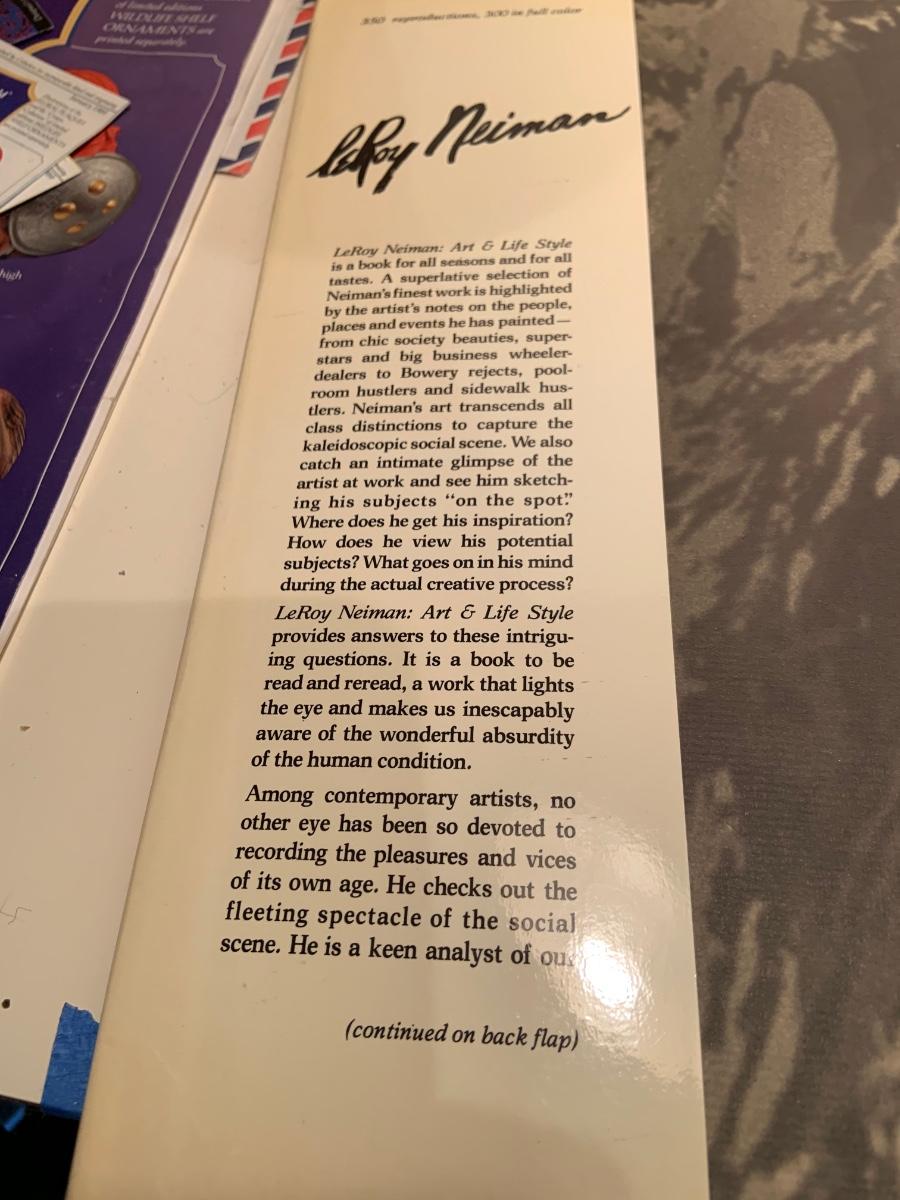 of limited editions
WILDLIFE SHELF
ORNAMENTS are
printed separately.
high
350 reproductions, 300 in full color
LeRoy Neiman
LeRoy Neiman: Art & Life Style
is a book for all seasons and for all
tastes. A superlative selection of
Neiman's finest work is highlighted
by the artist's notes on the people,
places and events he has painted—
from chic society beauties, super-
stars and big business wheeler-
dealers to Bowery rejects, pool-
room hustlers and sidewalk hus-
tlers. Neiman's art transcends all
class distinctions to capture the
kaleidoscopic social scene. We also
catch an intimate glimpse of the
artist at work and see him sketch-
ing his subjects "on the spot."
Where does he get his inspiration?
How does he view his potential
subjects? What goes on in his mind
during the actual creative process?
LeRoy Neiman: Art & Life Style
provides answers to these intrigu-
ing questions. It is a book to be
read and reread, a work that lights
the eye and makes us inescapably
aware of the wonderful absurdity
of the human condition.
Among contemporary artists, no
other eye has been so devoted to
recording the pleasures and vices
of its own age. He checks out the
fleeting spectacle of the social
scene. He is a keen analyst of our
(continued on back flap)